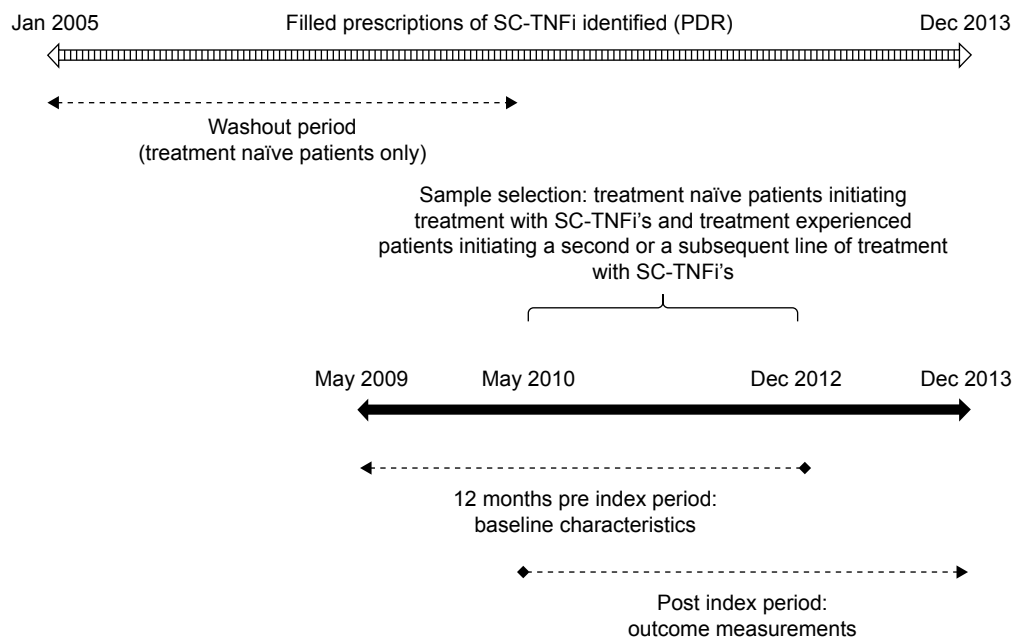 Jan 2005 Filled prescriptions of SC-TNFi identified (PDR) Dec 2013
Washout period
(treatment naïve patients only)
Sample selection: treatment naïve patients initiating
treatment with SC-TNFi's and treatment experienced
patients initiating a second or a subsequent line of treatment
with SC-TNFi's
May 2009 May 2010 Dec 2012 Dec 2013
12 months pre index period:
baseline characteristics
Post index period:
outcome measurements